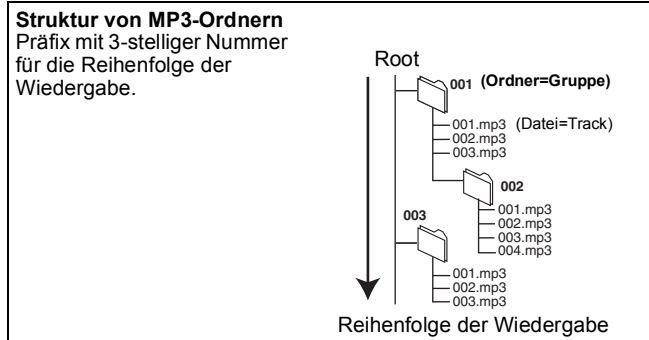 Struktur von MP3-Ordnern
Präfix mit 3-stelliger Nummer
für die Reihenfolge der
Wiedergabe.
Root
001 (Ordner=Gruppe)
001.mp3 (Datei=Track)
002.mp3
003.mp3
002
001.mp3
002.mp3
003.mp3
004.mp3
003
001.mp3
002.mp3
003.mp3
Reihenfolge der Wiedergabe